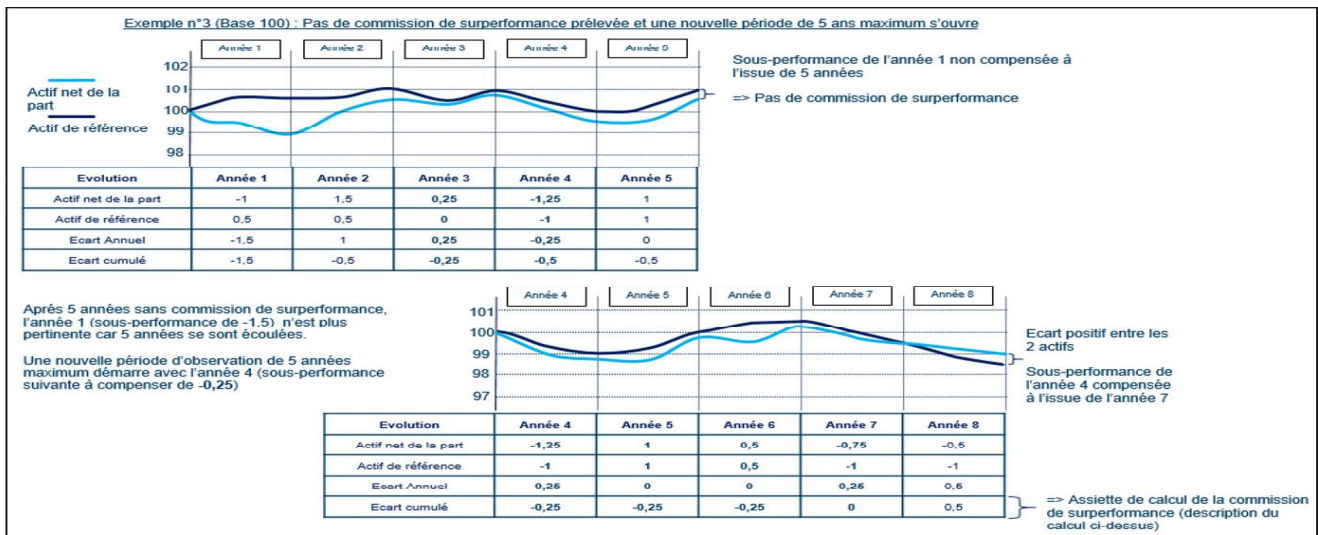 Exemple n°3 (Base 100) : Pas de commission de surperformance prélevée et une nouvelle période de 5 ans maximum s'ouvre
Année 1 Année 2 Année 3 Année 4 Année 5
102
101
100
99
98
Actif net de la
part
Actif de référence
Sous-performance de l'année 1 non compensée à
l'issue de 5 années
=> Pas de commission de surperformance
Evolution Année 1 Année 2 Année 3 Année 4 Année 5
Actif net de la part -1 1,5 0,25 -1,25 1
Actif de référence 0,5 0,5 0 -1 1
Ecart Annuel -1,5 1 0,25 -0,25 0
Ecart cumulé -1,5 -0,5 -0,25 -0,5 -0,5
Après 5 années sans commission de surperformance,
l'année 1 (sous-performance de -1.5) n'est plus
pertinente car 5 années se sont écoulées.
Une nouvelle période d'observation de 5 années
maximum démarre avec l'année 4 (sous-performance
suivante à compenser de -0,25)
Année 4 Année 5 Année 6 Année 7 Année 8
101
100
99
98
97
Ecart positif entre les
2 actifs
Sous-performance de
l'année 4 compensée
à l'issue de l'année 7
Evolution Année 4 Année 5 Année 6 Année 7 Année 8
Actif net de la part -1,25 1 0,5 -0,75 -0,5
Actif de référence -1 1 0,5 -1 -1
Ecart Annuel 0,25 0 0 0,25 0,5
Ecart cumulé -0,25 -0,25 -0,25 0 0,5
=> Assiette de calcul de la commission
de surperformance (description du
calcul ci-dessus)